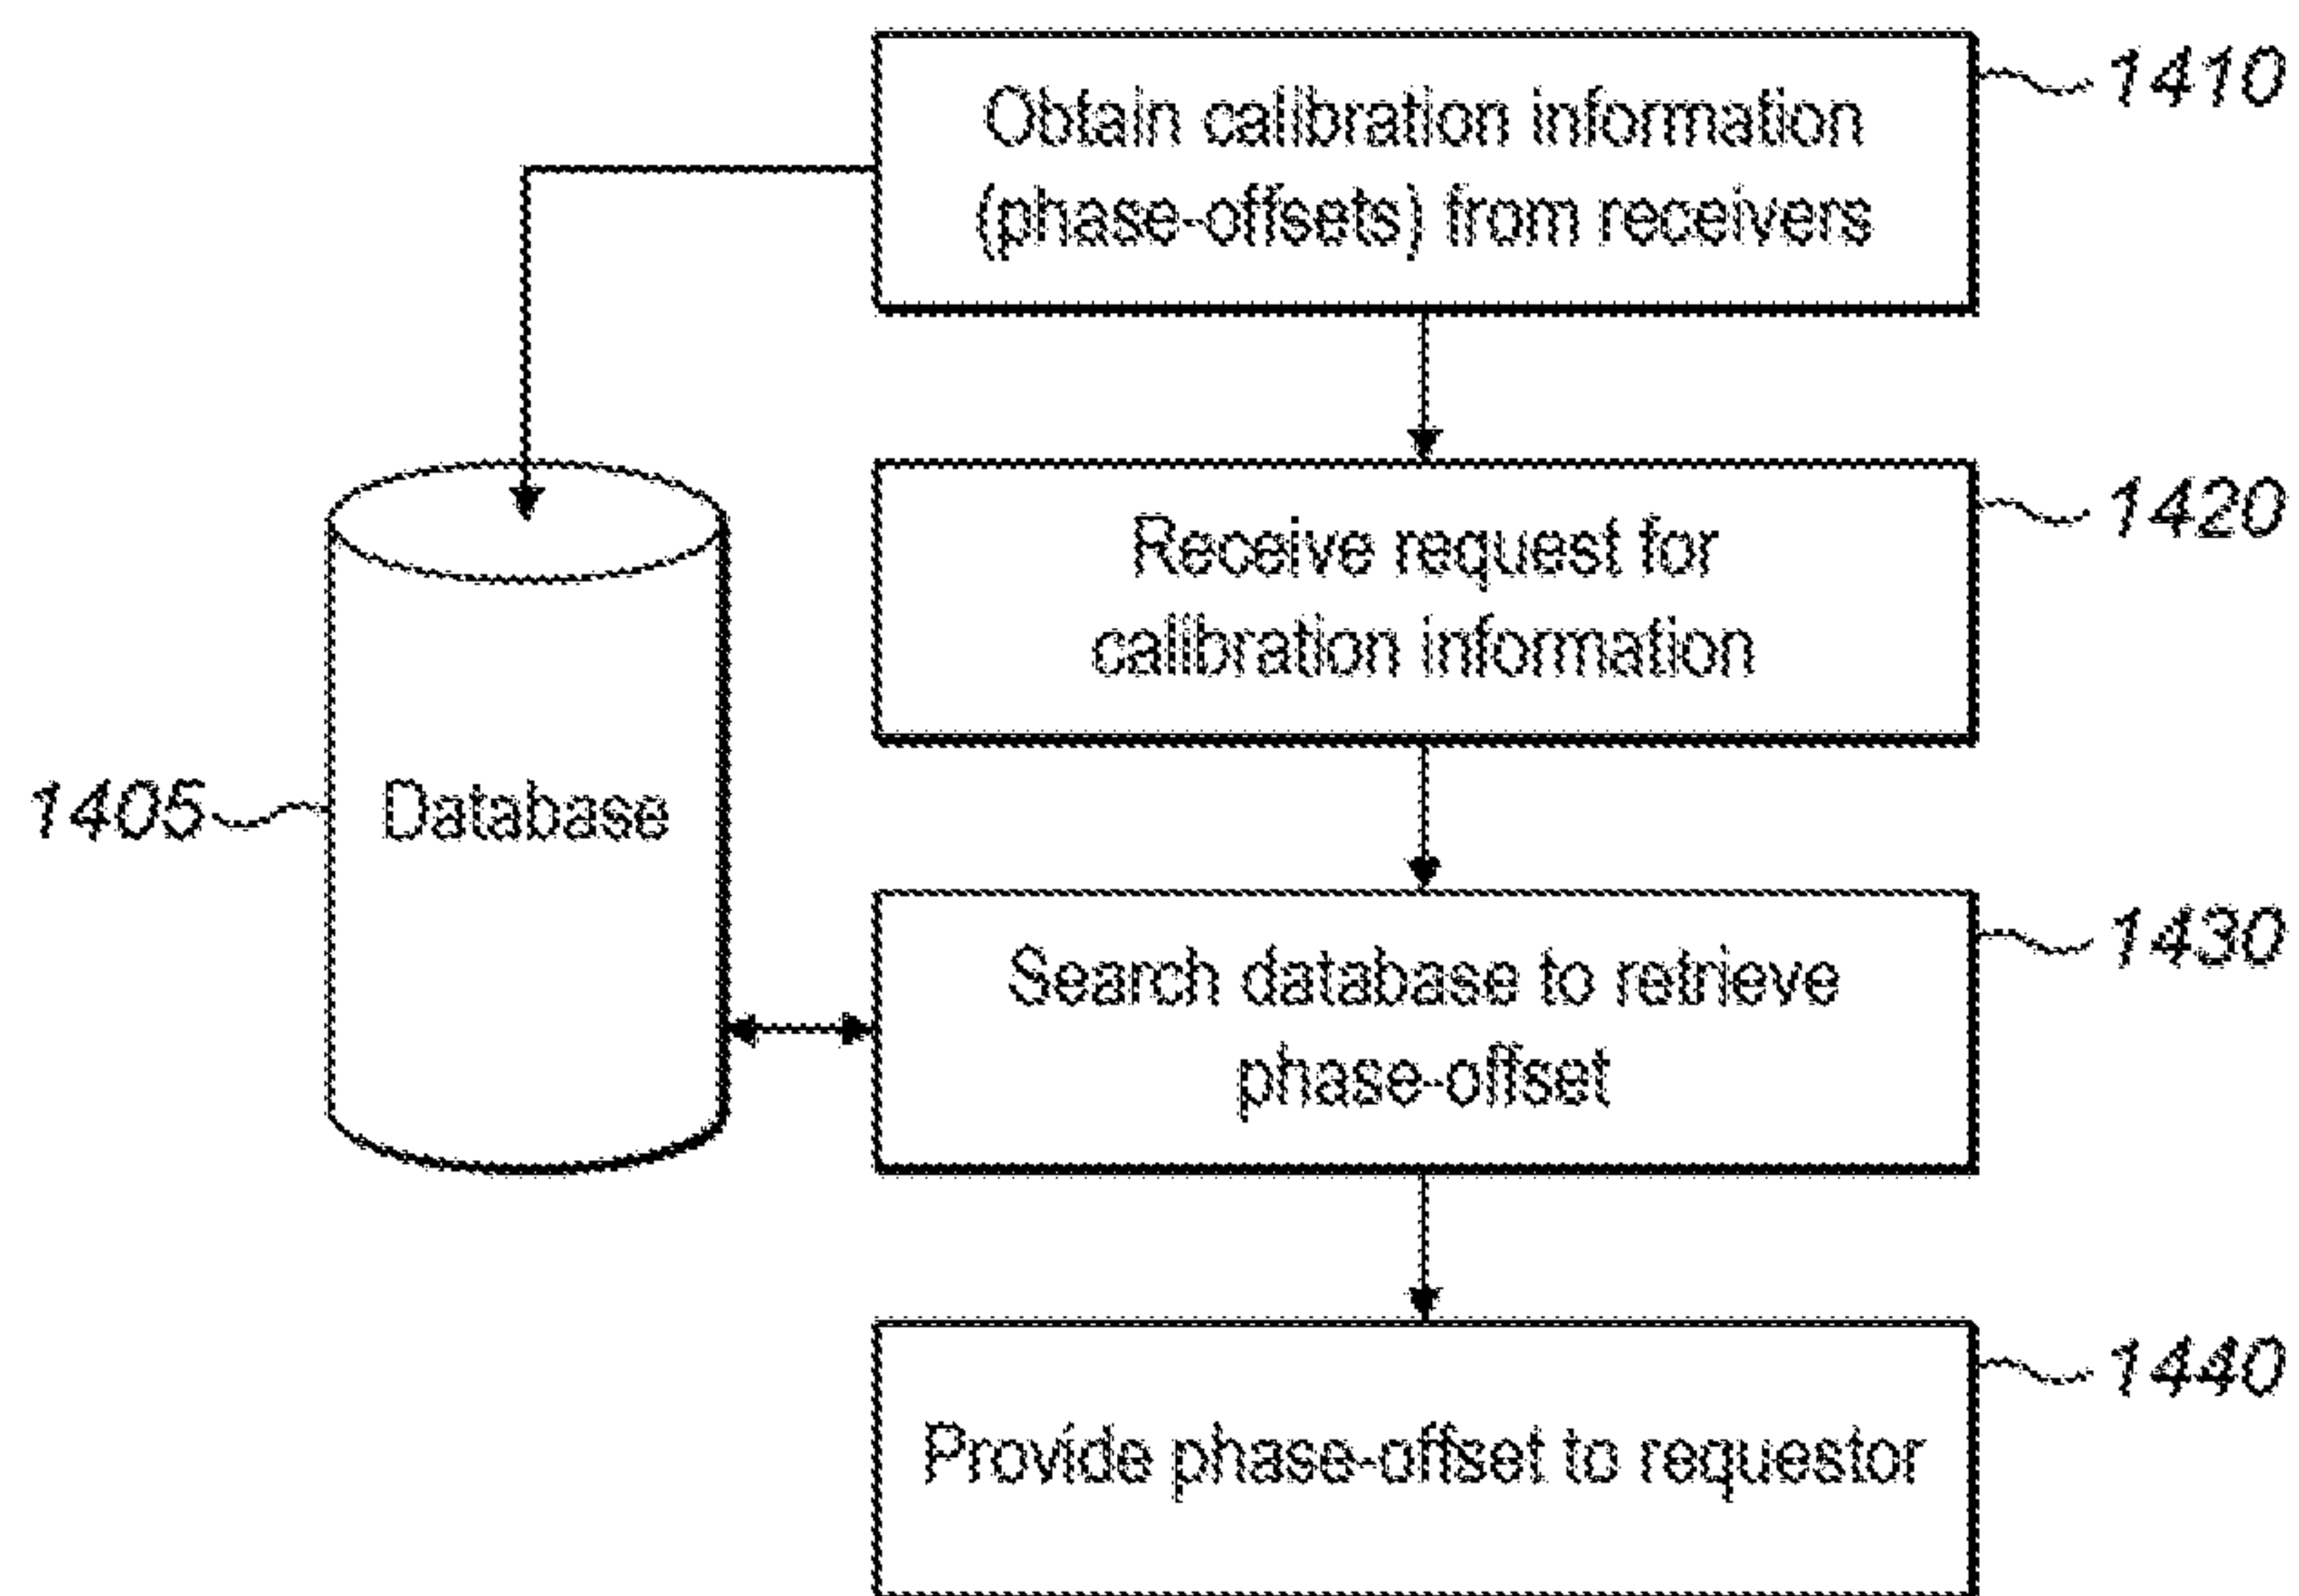 Obtain calibration information
(phase-offsets) from receivers
1410
Receive request for
calibration information
1420
1405
Database
Search database to retrieve
phase-offset
1430
Provide phase-offset to requestor
1440